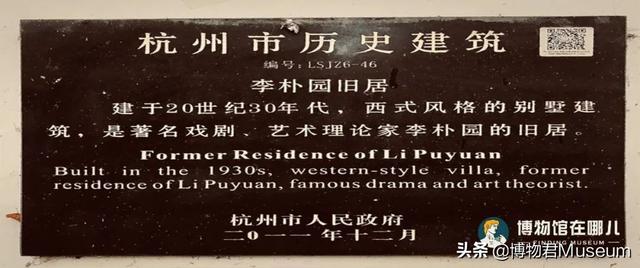 杭州市历史建筑
编号：LSJZ6-46
李朴园旧居
建于20世纪30年代，西式风格的别墅建
筑，是著名戏剧、艺术理论家李朴园的旧居。
Former Residence of Li Puyuan
Built in the 1930s, western-style villa, former
residence of Li Puyuan, famous drama and art theorist.
杭州市人民政府
二〇一一年十二月
博物馆在哪儿
FINDING MUSEUM
头条 @博物君Museum